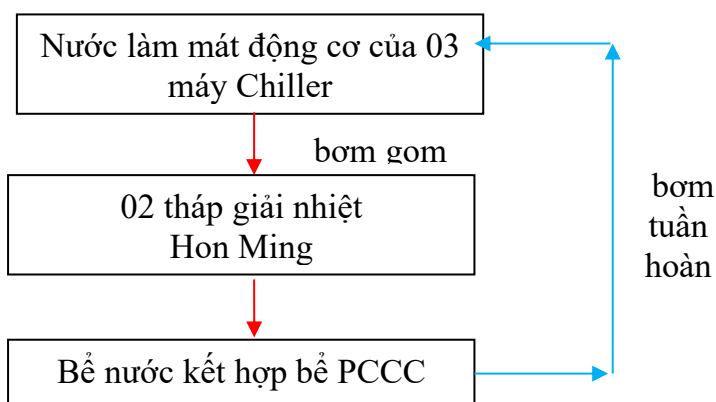 Nước làm mát động cơ của 03
máy Chiller
bơm gom
02 tháp giải nhiệt
Hon Ming
bơm
tuần
hoàn
Bể nước kết hợp bể PCCC